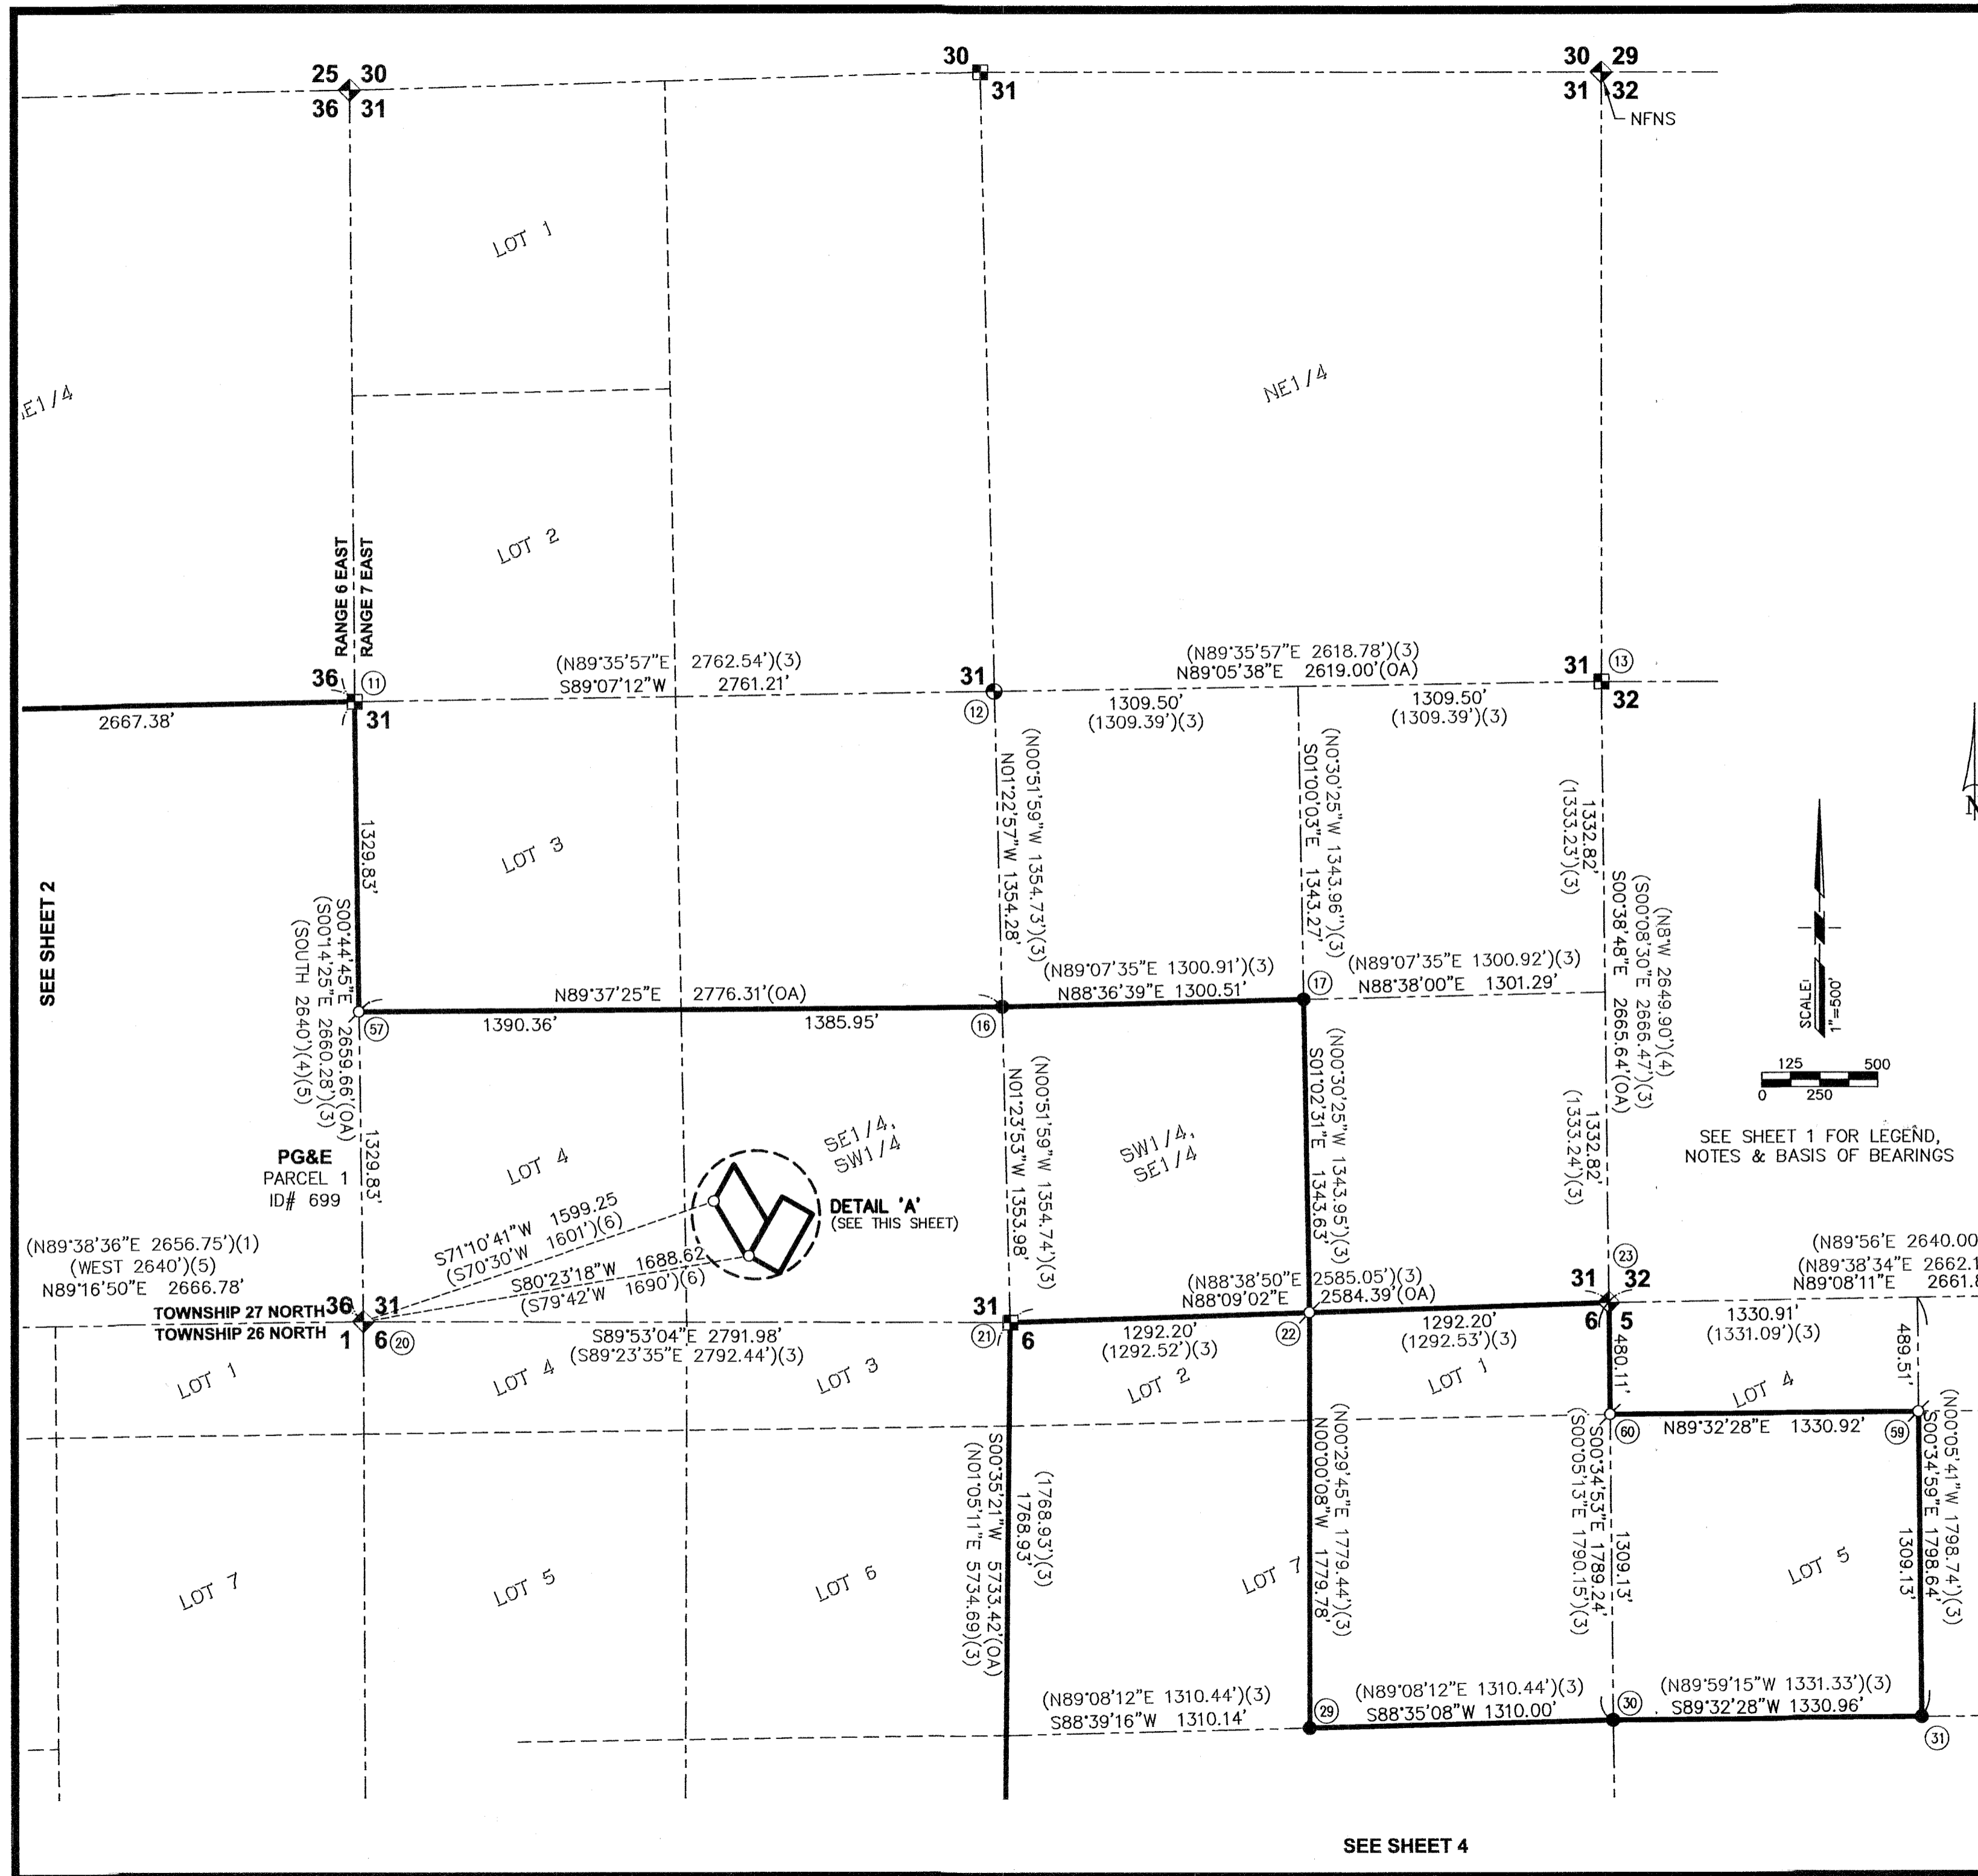 25 30
36 31
30
31
30 29
31 32
NFNS
LOT 1
NE1/4
E1/4
LOT 2
RANGE 6 EAST
RANGE 7 EAST
(N89°35'57"E 2762.54')(3)
S89°07'12"W 2761.21'
(N89°35'57"E 2618.78')(3)
N89°05'38"E 2619.00'(OA)
36 11
31
31
12
31 13
32
2667.38'
1309.50'
(1309.39')(3)
1309.50'
(1309.39')(3)
(N00°51'59"W 1354.73')(3)
N01°22'57"W 1354.28'
(N0°30'25"W 1343.96")(3)
S01°00'03"E 1343.27'
1332.82'
(1333.23')(3)
1329.83'
LOT 3
SEE SHEET 2
S00°44'45"E 2659.66'(OA)
(S00°14'25"E 2660.28')(3)
(SOUTH 2640')(4)(5)
(N8'W 2649.90')(4)
(S00°08'30"E 2666.47')(3)
S00°38'48"E 2665.64'(OA)
N
SCALE:
1"=500'
125 500
0 250
SEE SHEET 1 FOR LEGEND,
NOTES & BASIS OF BEARINGS
N89°37'25"E 2776.31'(OA)
1390.36'
1385.95'
57
16
17
(N89°07'35"E 1300.91')(3)
N88°36'39"E 1300.51'
(N89°07'35"E 1300.92')(3)
N88°38'00"E 1301.29'
(N00°51'59"W 1354.74')(3)
N01°23'53"W 1353.98'
(N00°30'25"W 1343.95')(3)
S01°02'31"E 1343.63'
1332.82'
(1333.24')(3)
1329.83'
PG&E
PARCEL 1
ID# 699
LOT 4
SE1/4,
SW1/4
SW1/4,
SE1/4
DETAIL 'A'
(SEE THIS SHEET)
S71°10'41"W 1599.25
(S70°30'W 1601')(6)
S80°23'18"W 1688.62
(S79°42'W 1690')(6)
(N89°38'36"E 2656.75')(1)
(WEST 2640')(5)
N89°16'50"E 2666.78'
(N88°38'50"E 2585.05')(3)
N88°09'02"E 2584.39'(OA)
(N89°56'E 2640.00
(N89°38'34"E 2662.1
N89°08'11"E 2661.8
TOWNSHIP 27 NORTH
TOWNSHIP 26 NORTH
36 31
1 6 20
31
21 6
22
23
31 32
6 5
S89°53'04"E 2791.98'
(S89°23'35"E 2792.44')(3)
1292.20'
(1292.52')(3)
1292.20'
(1292.53')(3)
1330.91'
(1331.09')(3)
480.11'
489.51'
LOT 1
LOT 4
LOT 3
LOT 2
LOT 1
LOT 4
60
N89°32'28"E 1330.92'
59
S00°35'21"W 5733.42'(OA)
(N01°05'11"E 5734.69)(3)
(1768.93')(3)
1768.93'
(N00°29'45"E 1779.44')(3)
N00°00'08"W 1779.78'
1309.13'
S00°34'53"E 1789.24'
(S00°05'13"E 1790.15')(3)
(N00°05'41"W 1798.74')(3)
S00°34'59"E 1798.64'
1309.13'
LOT 7
LOT 5
LOT 6
LOT 7
LOT 5
(N89°08'12"E 1310.44')(3)
S88°39'16"W 1310.14'
29
(N89°08'12"E 1310.44')(3)
S88°35'08"W 1310.00'
30
(N89°59'15"W 1331.33')(3)
S89°32'28"W 1330.96'
31
SEE SHEET 4